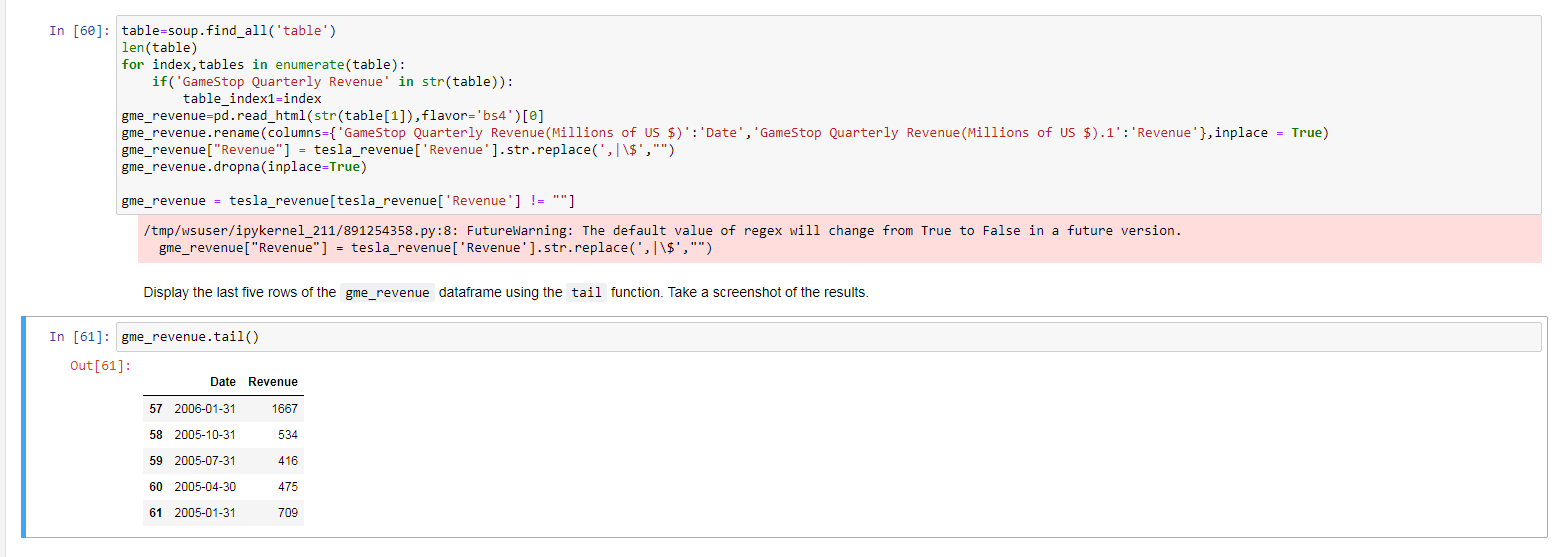 In [60]: table=soup.find_all('table')
len(table)
for index,tables in enumerate(table):
    if('GameStop Quarterly Revenue' in str(table)):
        table_index1=index
gme_revenue=pd.read_html(str(table[1]),flavor='bs4')[0]
gme_revenue.rename(columns={'GameStop Quarterly Revenue(Millions of US $)':'Date','GameStop Quarterly Revenue(Millions of US $).1':'Revenue'},inplace = True)
gme_revenue["Revenue"] = tesla_revenue['Revenue'].str.replace(',|\$',"")
gme_revenue.dropna(inplace=True)
gme_revenue = tesla_revenue[tesla_revenue['Revenue'] != ""]
/tmp/wsuser/ipykernel_211/891254358.py:8: FutureWarning: The default value of regex will change from True to False in a future version.
  gme_revenue["Revenue"] = tesla_revenue['Revenue'].str.replace(',|\$',"")
Display the last five rows of the gme_revenue dataframe using the tail function. Take a screenshot of the results.
In [61]: gme_revenue.tail()
Out[61]:
Date Revenue
57 2006-01-31 1667
58 2005-10-31 534
59 2005-07-31 416
60 2005-04-30 475
61 2005-01-31 709